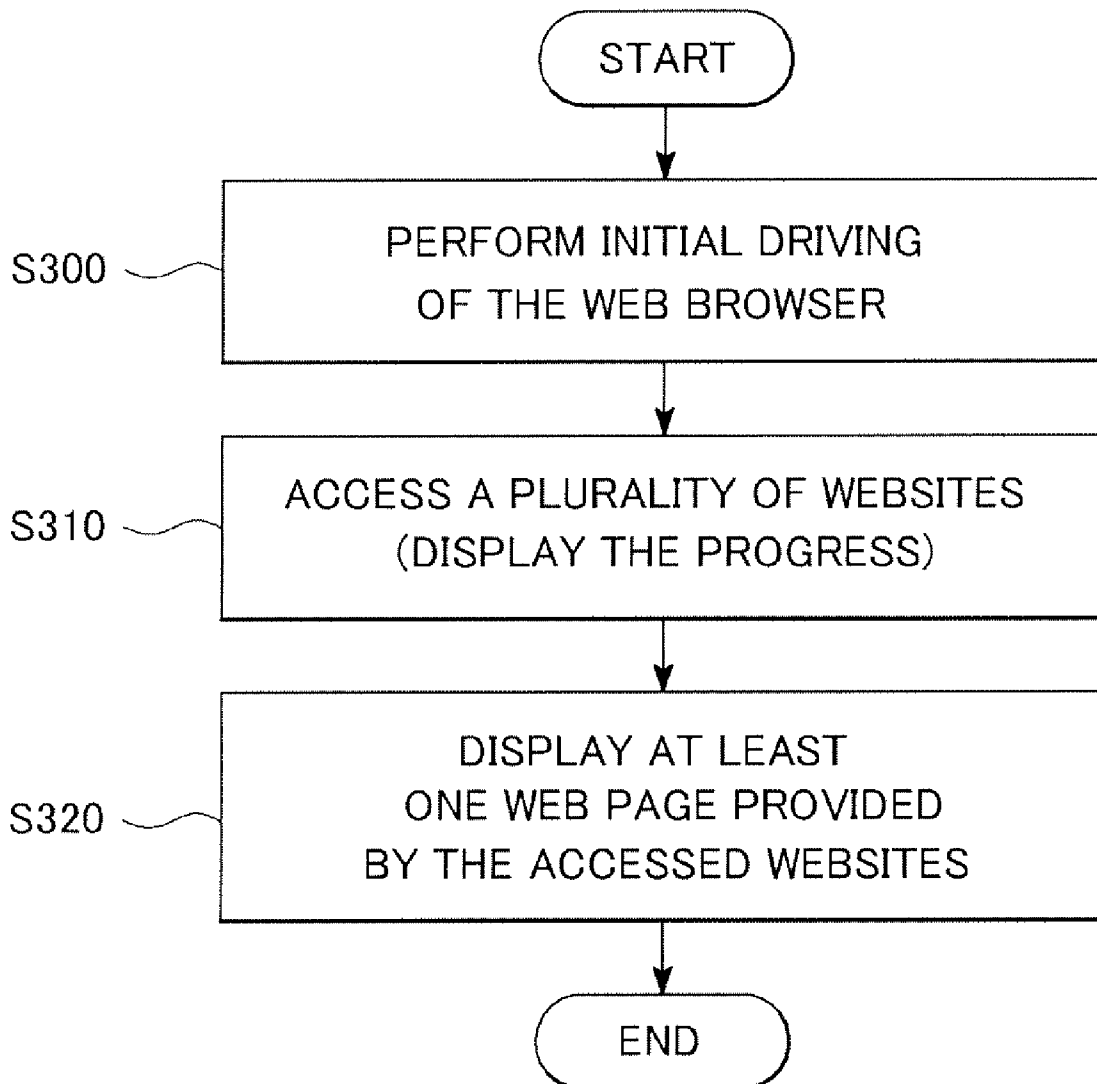 START
S300
PERFORM INITIAL DRIVING
OF THE WEB BROWSER
S310
ACCESS A PLURALITY OF WEBSITES
(DISPLAY THE PROGRESS)
S320
DISPLAY AT LEAST
ONE WEB PAGE PROVIDED
BY THE ACCESSED WEBSITES
END